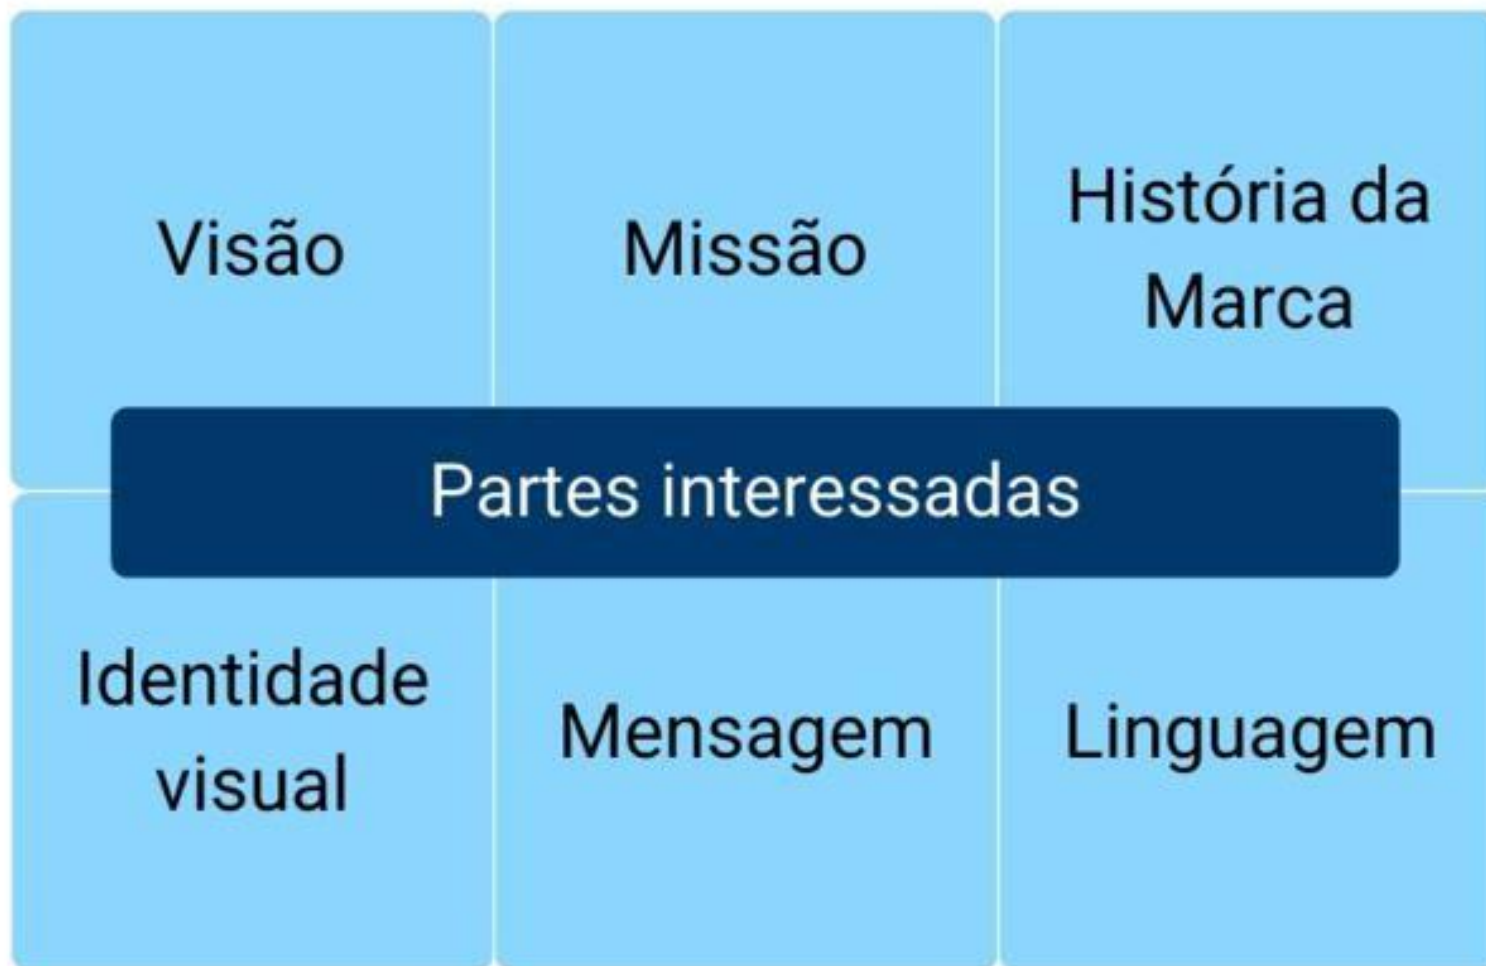 Visão
Missão
História da
Marca
Partes interessadas
Identidade
visual
Mensagem
Linguagem